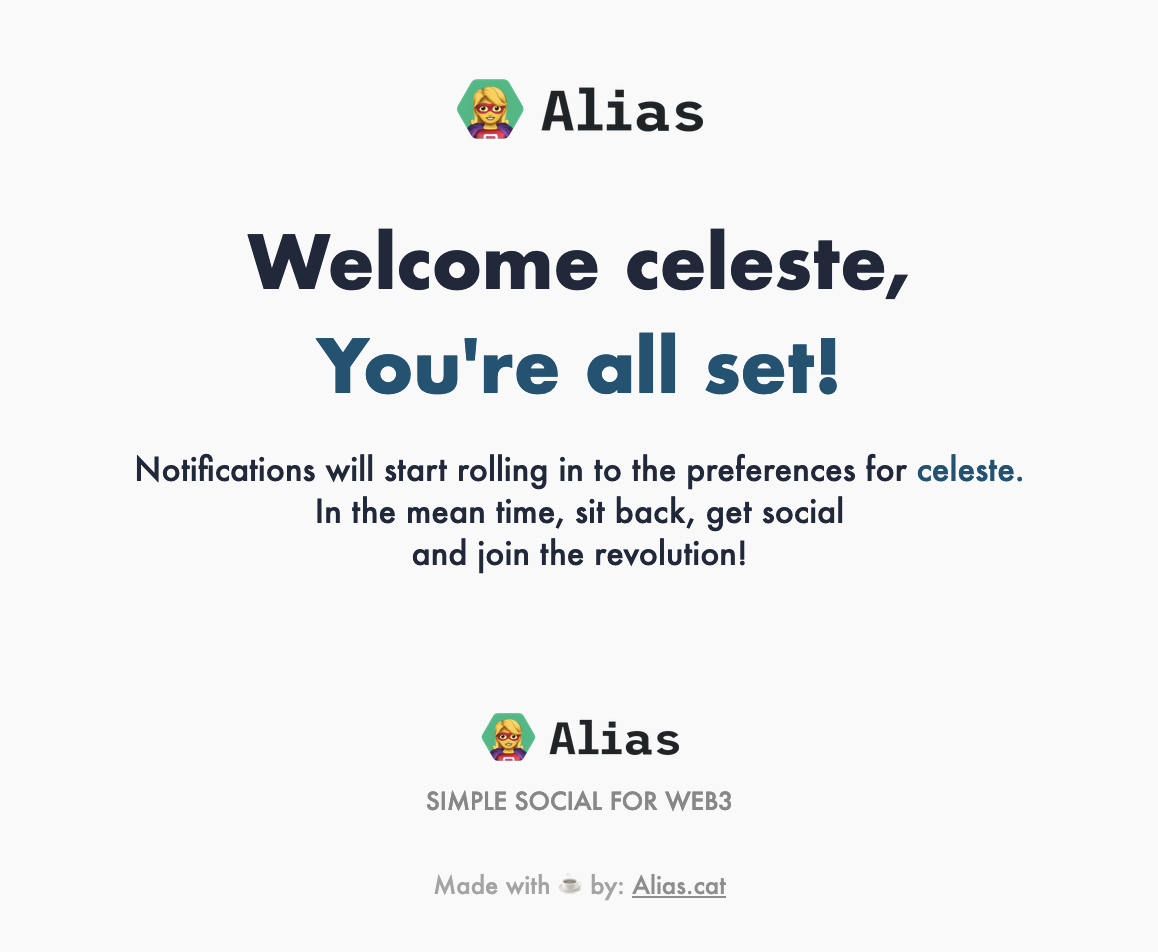 Alias
Welcome celeste,
You're all set!
Notifications will start rolling in to the preferences for celeste.
In the mean time, sit back, get social
and join the revolution!
Alias
SIMPLE SOCIAL FOR WEB3
Made with ☕ by: Alias.cat